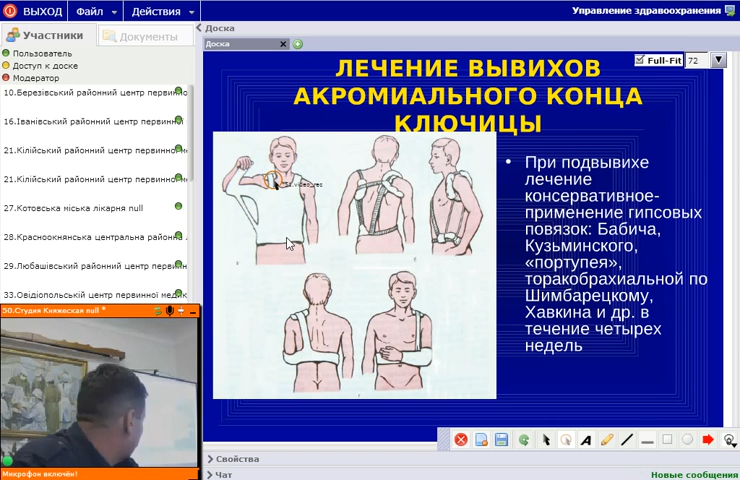 ВЫХОД
Файл
Действия
Управление здравоохранения
Участники
Документы
Пользователь
Доступ к доске
Модератор
10.Березівський районний центр первинно
16.Іванівський районний центр первинної
21.Кілійський районний центр первинної м
21.Кілійський районний центр первинної м
27.Котовська міська лікарня null
28.Красноокнянська центральна районна
29.Любашівський районний центр первинн
33.Овідіопольський центр первинної медик
50.Студия Княжеская null *
Микрофон включён!
Доска
Доска
Full-Fit
72
ЛЕЧЕНИЕ ВЫВИХОВ
АКРОМИАЛЬНОГО КОНЦА
КЛЮЧИЦЫ
• При подвывихе
лечение
консервативное-
применение гипсовых
повязок: Бабича,
Кузьминского,
«портупея»,
торакобрахиальной по
Шимбарецкому,
Хавкина и др. в
течение четырех
недель
Свойства
Чат
Новые сообщения